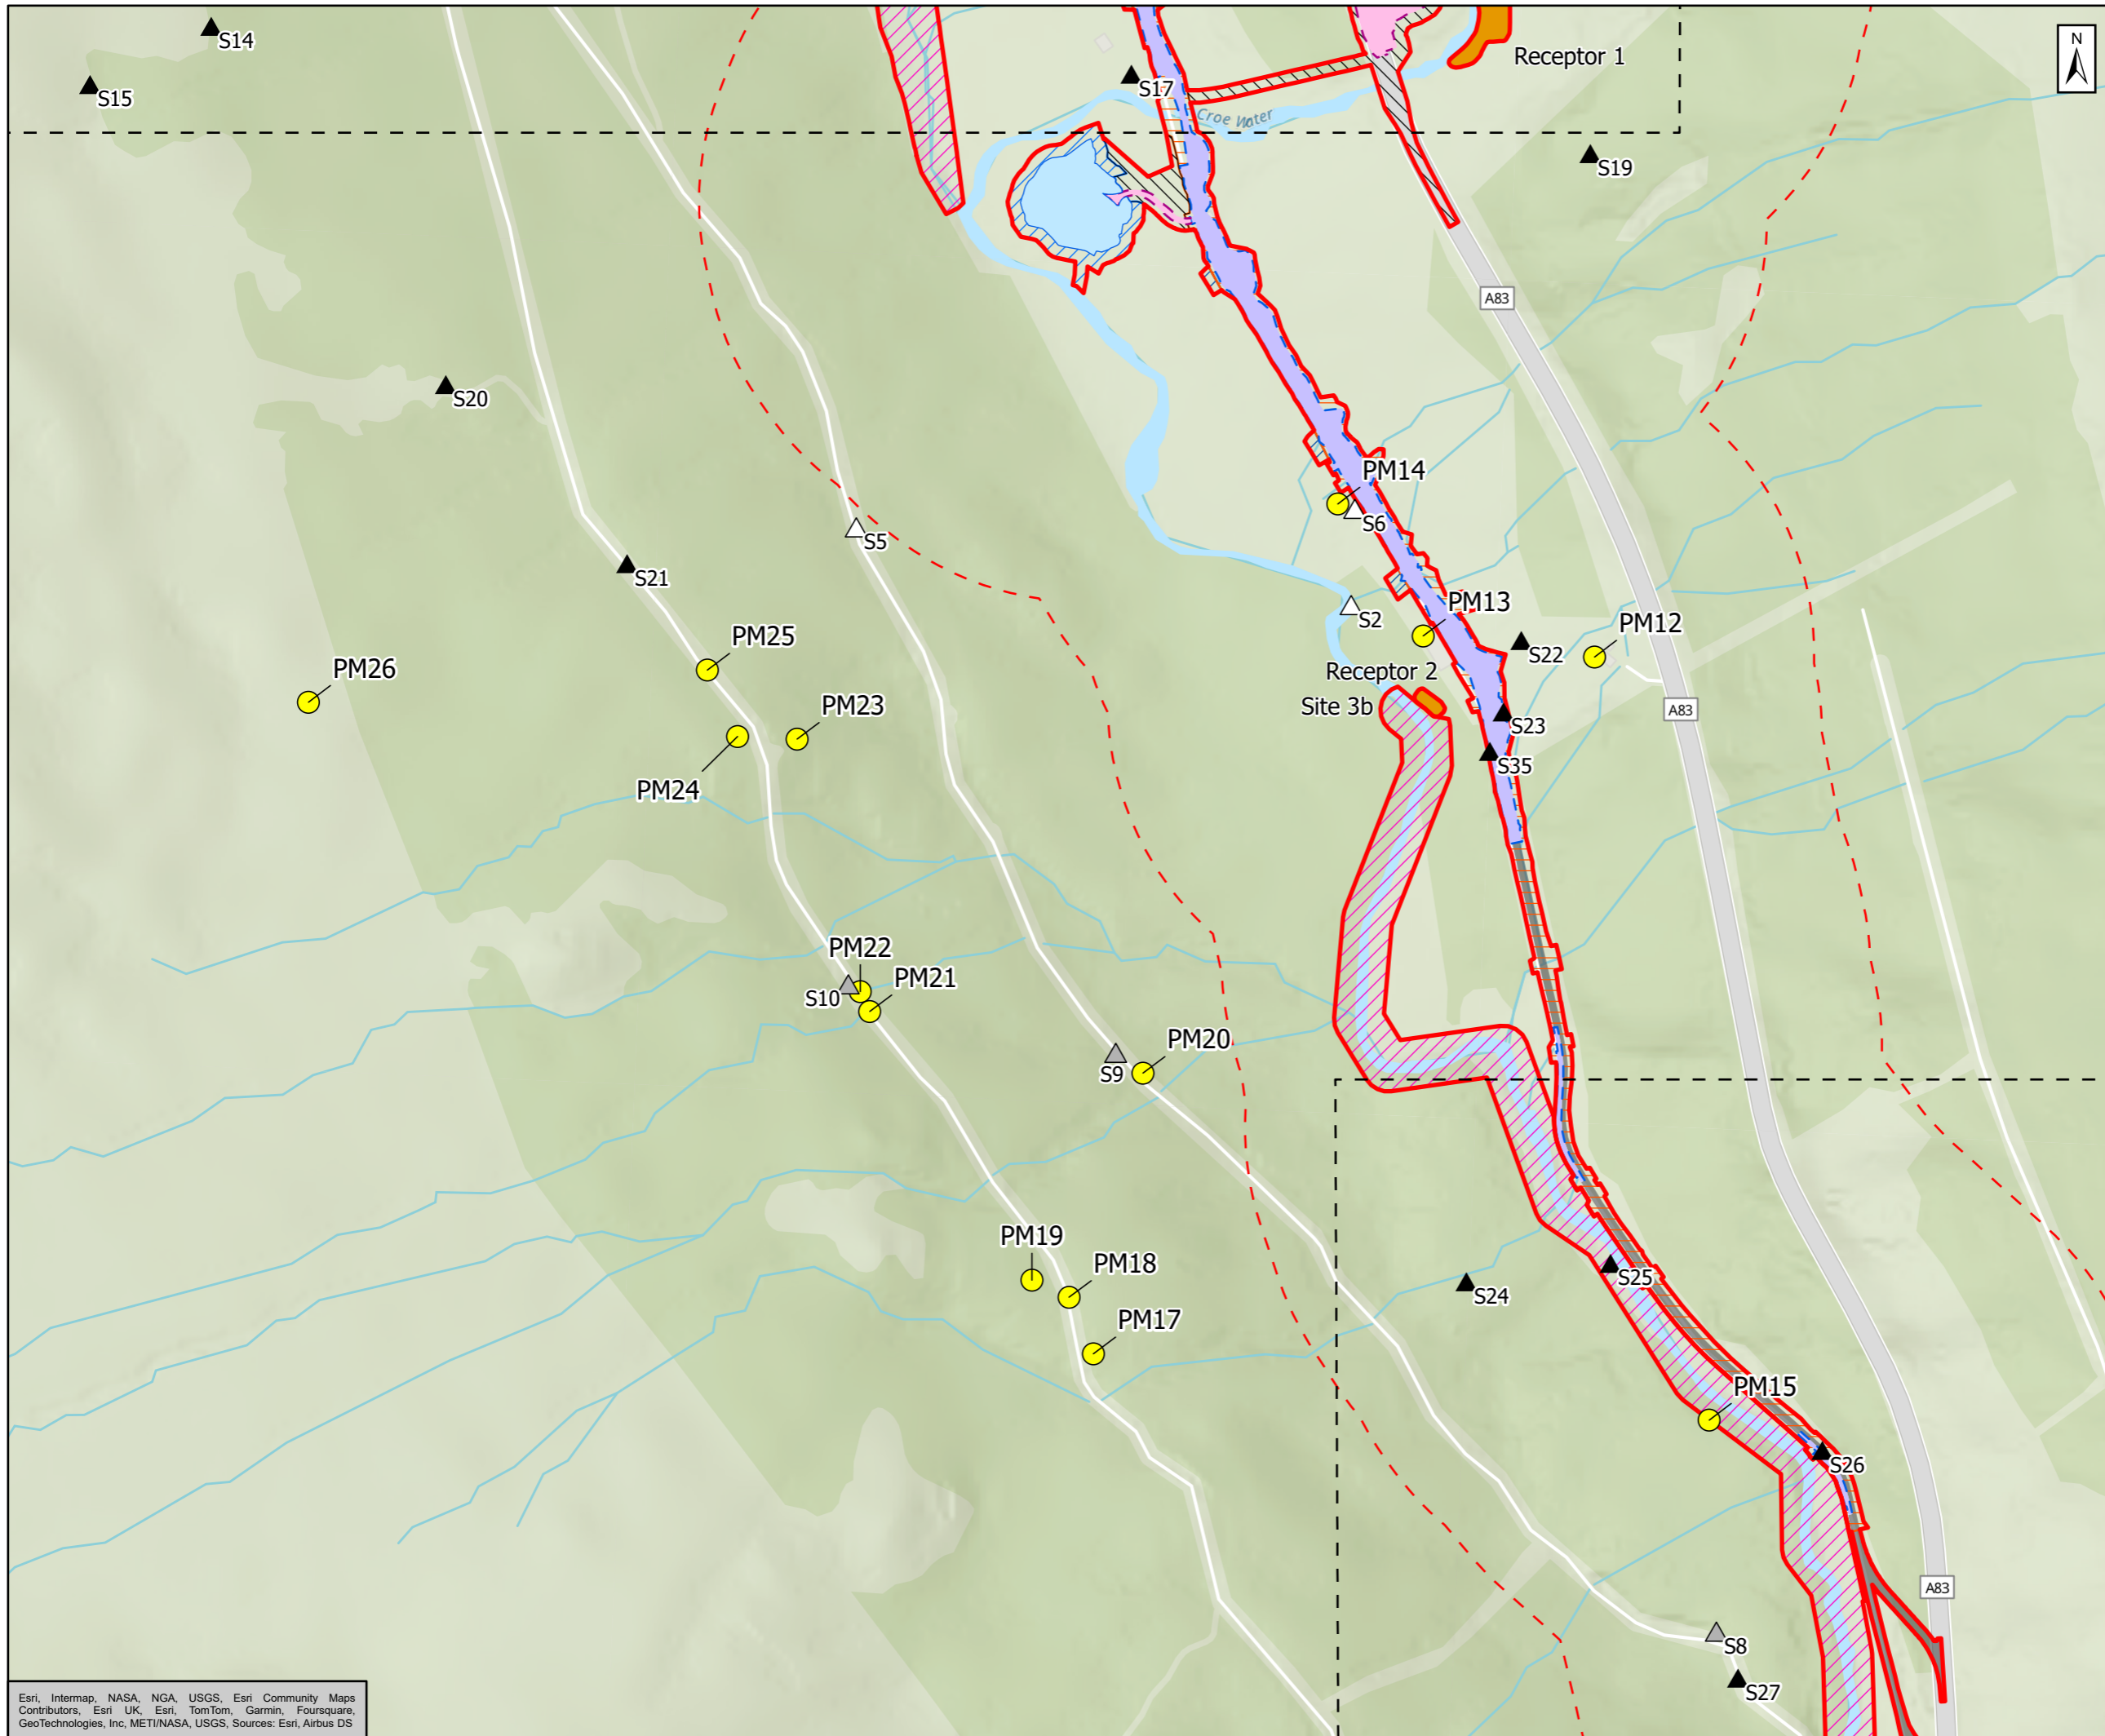 S14
N
Receptor 1
S15
S17
Croe Water
S19
A83
S20
PM14
S6
S5
S21
PM13
S2
PM12
S22
PM25
PM26
Receptor 2
PM23
Site 3b
A83
S23
S35
PM24
PM22
PM21
S10
PM20
S9
PM19
PM18
S25
S24
PM17
PM15
S26
A83
S8
S27
Esri, Intermap, NASA, NGA, USGS, Esri Community Maps
Contributors, Esri UK, Esri, TomTom, Garmin, Foursquare,
GeoTechnologies, Inc, METI/NASA, USGS, Sources: Esri, Airbus DS